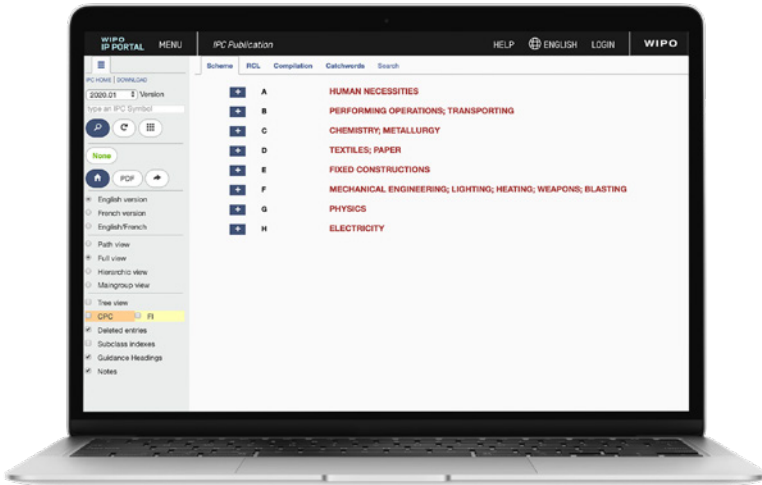 WIPO
IP PORTAL MENU IPC Publication HELP ENGLISH LOGIN WIPO
Scheme RCL Compilation Catchwords Search
IPC HOME | DOWNLOAD
2020.01 Version
type an IPC Symbol
None
PDF
English version
French version
English/French
Path view
Full view
Hierarchic view
Maingroup view
Tree view
CPC FI
Deleted entries
Subclass indexes
Guidance Headings
Notes
A HUMAN NECESSITIES
B PERFORMING OPERATIONS; TRANSPORTING
C CHEMISTRY; METALLURGY
D TEXTILES; PAPER
E FIXED CONSTRUCTIONS
F MECHANICAL ENGINEERING; LIGHTING; HEATING; WEAPONS; BLASTING
G PHYSICS
H ELECTRICITY